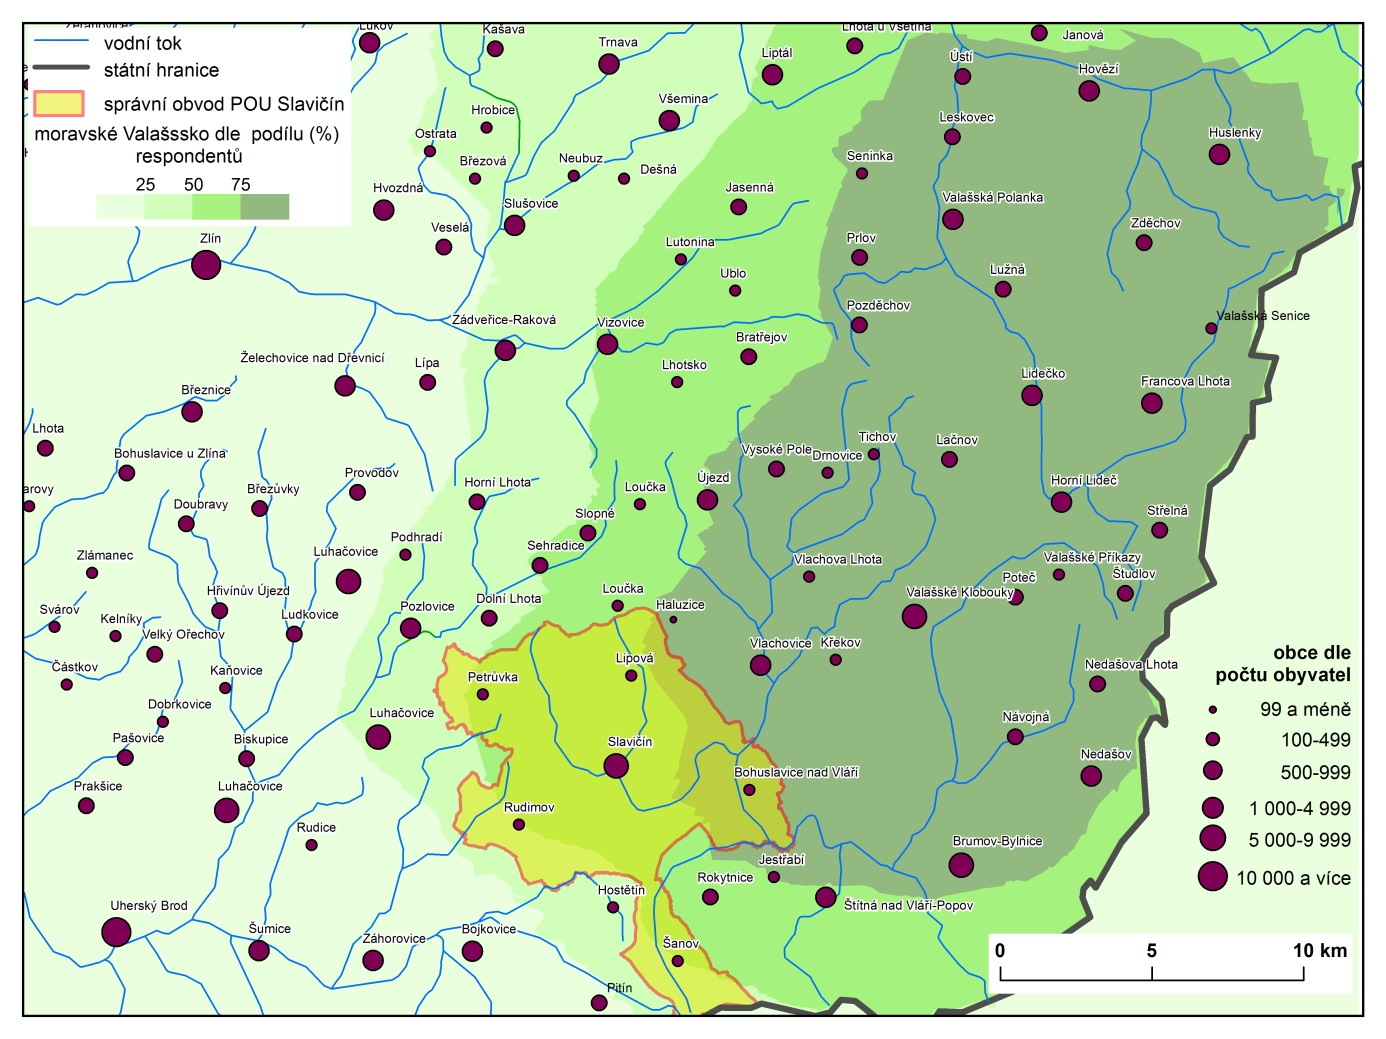 Lukov
Kašava
Trnava
Liptál
Lhota u Vsetína
Janová
vodní tok
státní hranice
správní obvod POU Slavičín
moravské Valašssko dle podílu (%)
respondentů
25 50 75
Ústí
Hovězí
Všemina
Hrobice
Ostrata
Leskovec
Huslenky
Březová
Neubuz
Dešná
Seninka
Hvozdná
Jasenná
Slušovice
Valašská Polanka
Veselá
Zděchov
Zlín
Lutonina
Prlov
Ublo
Lužná
Zádveřice-Raková
Vizovice
Pozděchov
Valašská Senice
Bratřejov
Želechovice nad Dřevnicí
Lípa
Lhotsko
Lidečko
Francova Lhota
Březnice
Lhota
Bohuslavice u Zlína
Vysoké Pole
Drnovice
Tichov
Lačnov
Provodov
Horní Lhota
Újezd
Horní Lideč
arovy
Doubravy
Březůvky
Loučka
Slopné
Střelná
Podhradí
Sehradice
Zlámanec
Luhačovice
Vlachova Lhota
Valašské Příkazy
Poteč
Študlov
Hřivínův Újezd
Valašské Klobouky
Svárov
Kelníky
Ludkovice
Pozlovice
Dolní Lhota
Loučka
Haluzice
Velký Ořechov
Vlachovice
Křekov
Částkov
Kaňovice
Petrůvka
Lipová
Nedašova Lhota
obce dle
počtu obyvatel
Dobrkovice
Luhačovice
Návojná
99 a méně
Pašovice
Biskupice
Slavičín
Nedašov
100-499
Prakšice
Luhačovice
Bohuslavice nad Vláří
500-999
Rudimov
1 000-4 999
Rudice
Brumov-Bylnice
5 000-9 999
Jestřabí
Rokytnice
10 000 a více
Uherský Brod
Hostětín
Štítná nad Vláří-Popov
Šumice
Záhorovice
Bojkovice
Šanov
0 5 10 km
Pitín